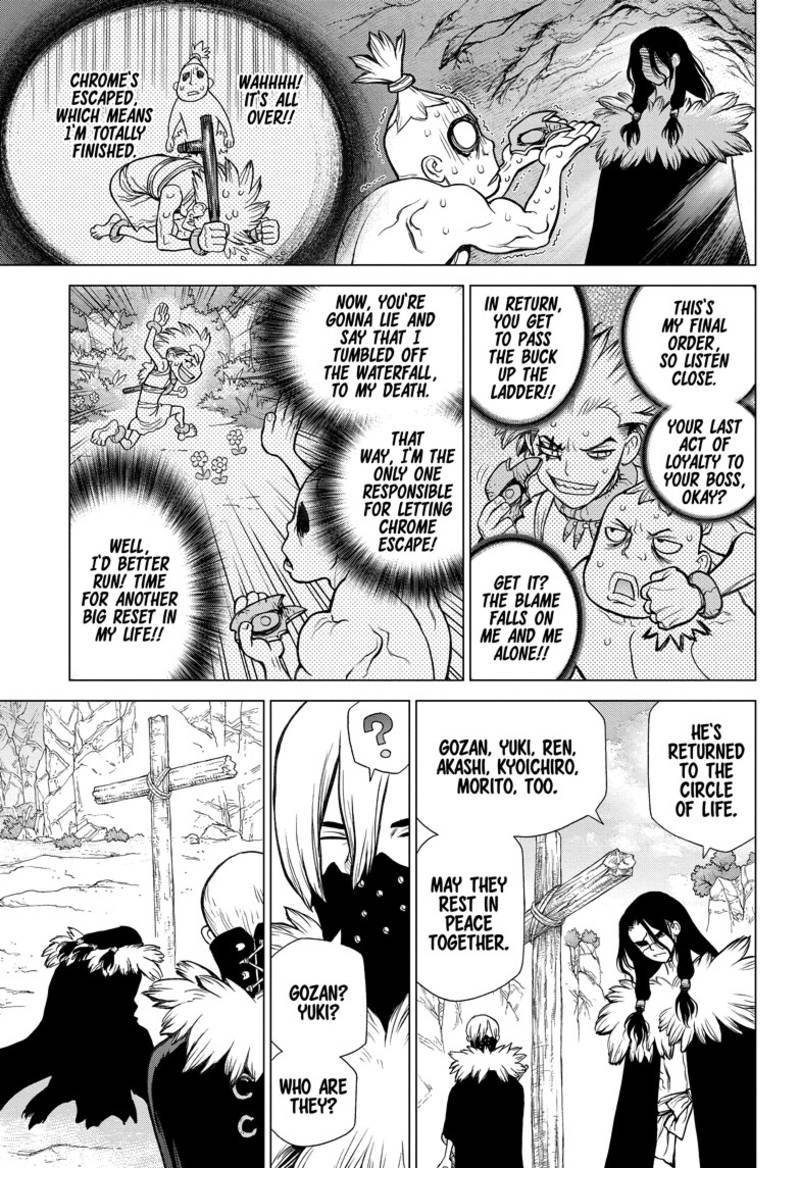 WAHHHH!
IT'S ALL
OVER!!
CHROME'S
ESCAPED,
WHICH MEANS
I'M TOTALLY
FINISHED.
THIS'S
MY FINAL
ORDER,
SO LISTEN
CLOSE.
YOUR LAST
ACT OF
LOYALTY TO
YOUR BOSS,
OKAY?
IN RETURN,
YOU GET
TO PASS
THE BUCK
UP THE
LADDER!!
GET IT?
THE BLAME
FALLS ON
ME AND ME
ALONE!!
NOW, YOU'RE
GONNA LIE AND
SAY THAT I
TUMBLED OFF
THE WATERFALL,
TO MY DEATH.
THAT
WAY, I'M THE
ONLY ONE
RESPONSIBLE
FOR LETTING
CHROME
ESCAPE!
WELL,
I'D BETTER
RUN! TIME
FOR ANOTHER
BIG RESET IN
MY LIFE!!
HE'S
RETURNED
TO THE
CIRCLE
OF LIFE.
GOZAN, YUKI, REN,
AKASHI, KYOICHIRO,
MORITO, TOO.
MAY THEY
REST IN
PEACE
TOGETHER.
?
GOZAN?
YUKI?
WHO ARE
THEY?